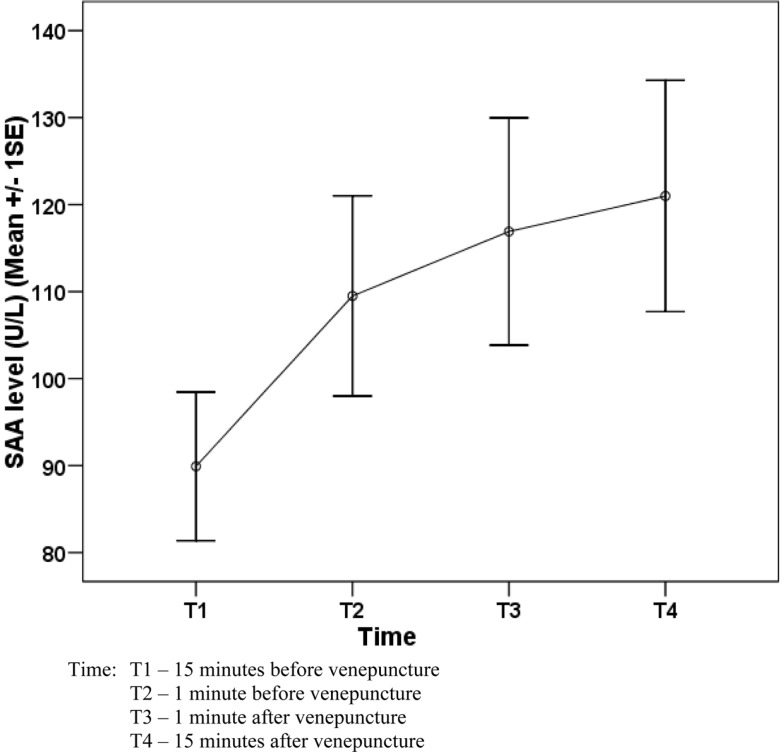 SAA level (U/L) (Mean +/- 1SE)
140
130
120
110
100
90
80
T1 T2 T3 T4
Time
Time: T1 – 15 minutes before venepuncture
T2 – 1 minute before venepuncture
T3 – 1 minute after venepuncture
T4 – 15 minutes after venepuncture